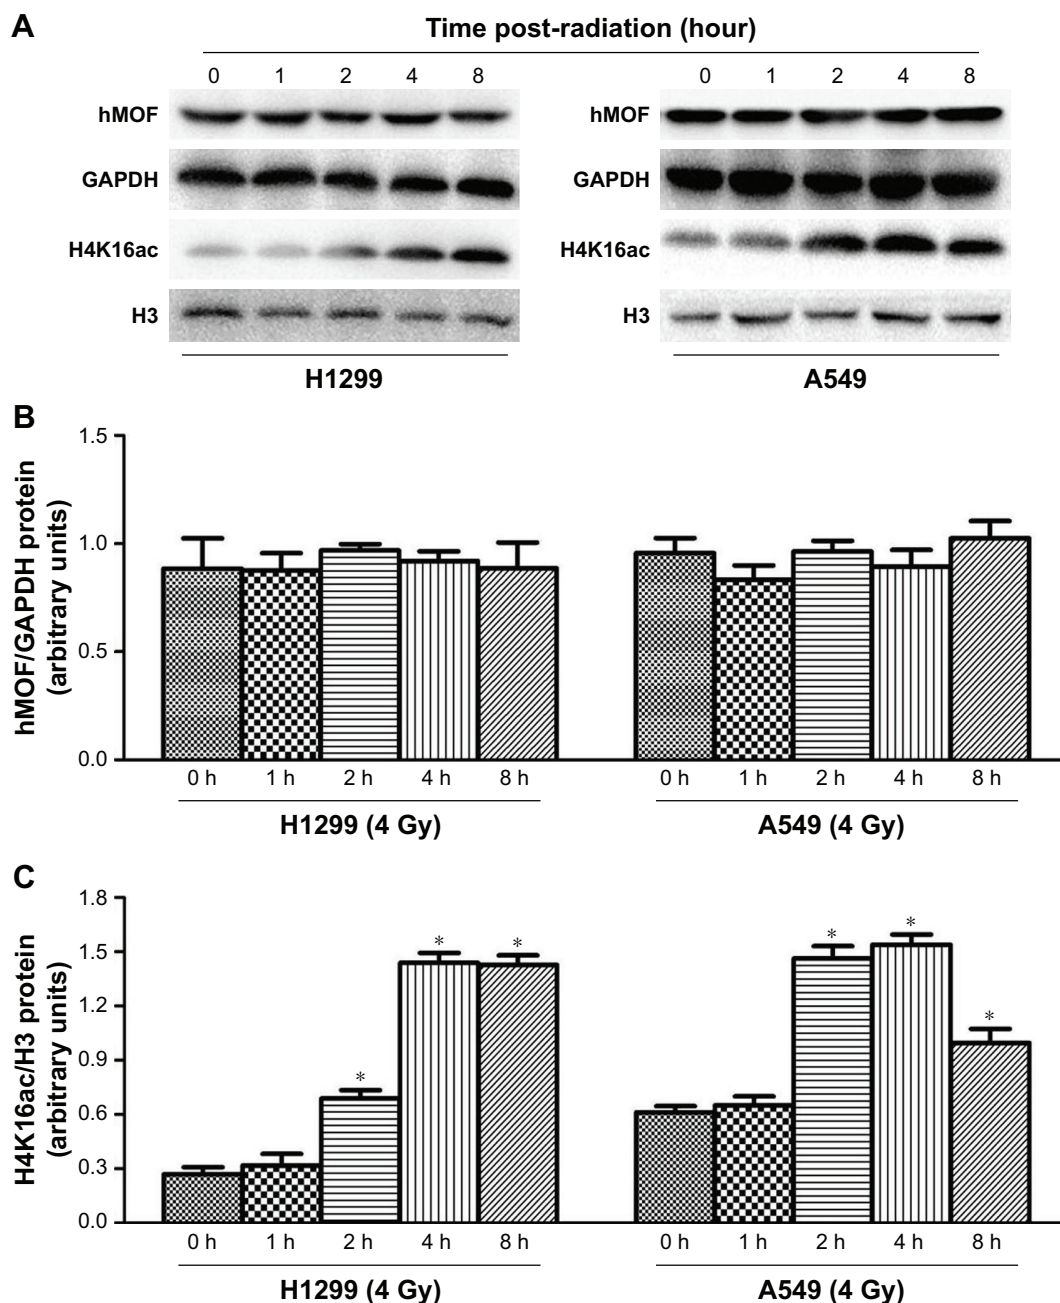 A
Time post-radiation (hour)
0 1 2 4 8 0 1 2 4 8
hMOF hMOF
GAPDH GAPDH
H4K16ac H4K16ac
H3 H3
H1299 A549
B
hMOF/GAPDH protein
(arbitrary units)
1.5
1.0
0.5
0.0
0 h 1 h 2 h 4 h 8 h 0 h 1 h 2 h 4 h 8 h
H1299 (4 Gy) A549 (4 Gy)
C
H4K16ac/H3 protein
(arbitrary units)
1.8
1.5
1.2
0.9
0.6
0.3
0.0
* * * * * *
0 h 1 h 2 h 4 h 8 h 0 h 1 h 2 h 4 h 8 h
H1299 (4 Gy) A549 (4 Gy)